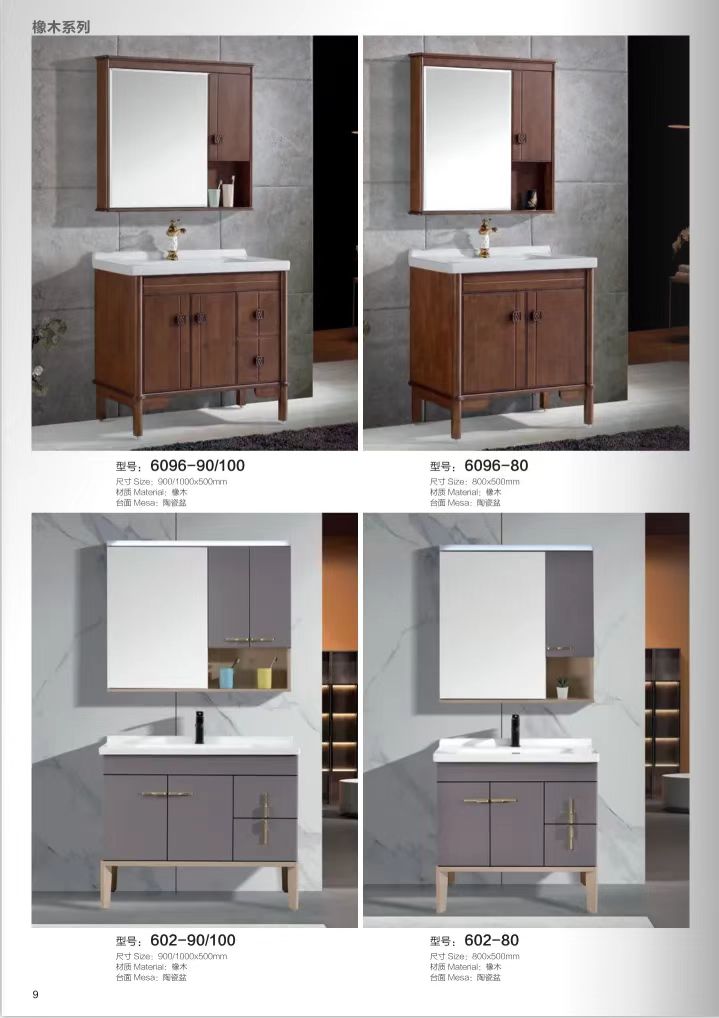 橡木系列
型号：6096-90/100
尺寸 Size：900/1000x500mm
材质 Material：橡木
台面 Mesa：陶瓷盆
型号：6096-80
尺寸 Size：800x500mm
材质 Material：橡木
台面 Mesa：陶瓷盆
型号：602-90/100
尺寸 Size：900/1000x500mm
材质 Material：橡木
台面 Mesa：陶瓷盆
型号：602-80
尺寸 Size：800x500mm
材质 Material：橡木
台面 Mesa：陶瓷盆
9